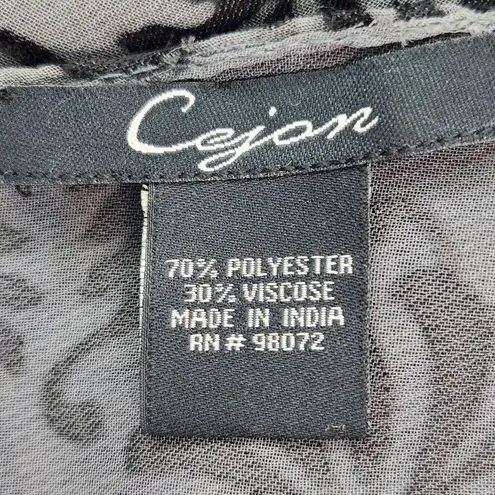 Cejon
70% POLYESTER
30% VISCOSE
MADE IN INDIA
RN # 98072